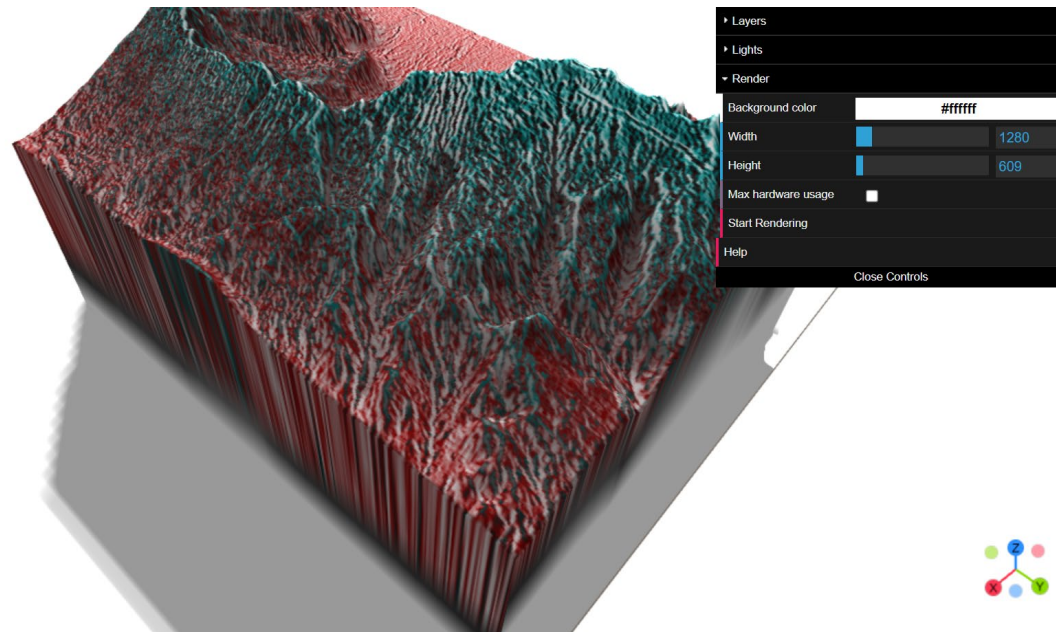 Layers
Lights
Render
Background color #ffffff
Width 1280
Height 609
Max hardware usage
Start Rendering
Help
Close Controls
Z
X Y